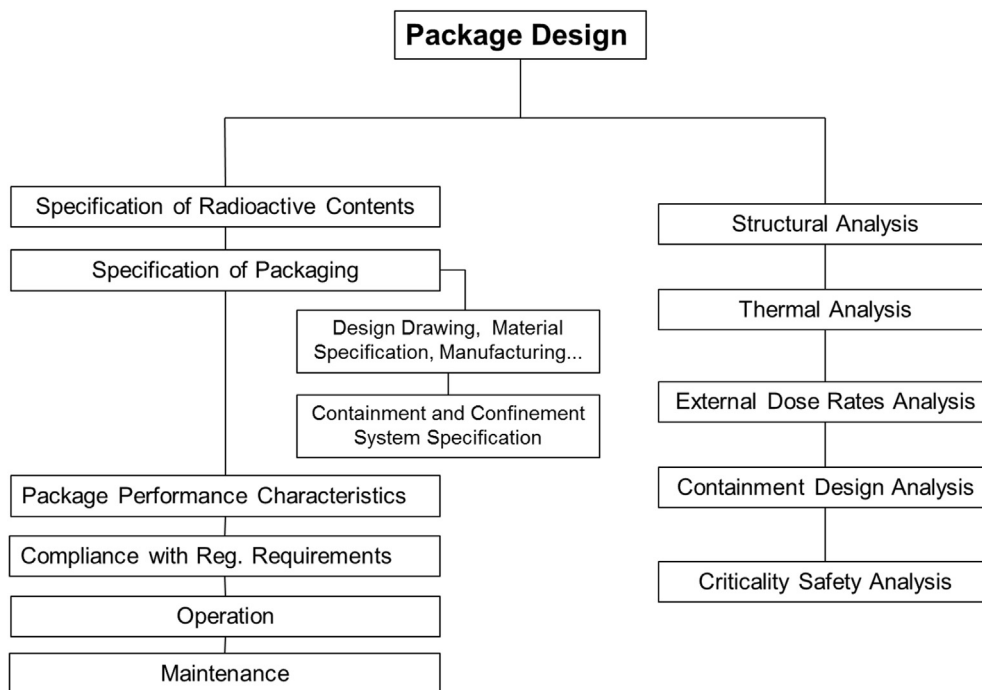 Package Design
Specification of Radioactive Contents
Specification of Packaging
Design Drawing, Material
Specification, Manufacturing...
Containment and Confinement
System Specification
Package Performance Characteristics
Compliance with Reg. Requirements
Operation
Maintenance
Structural Analysis
Thermal Analysis
External Dose Rates Analysis
Containment Design Analysis
Criticality Safety Analysis